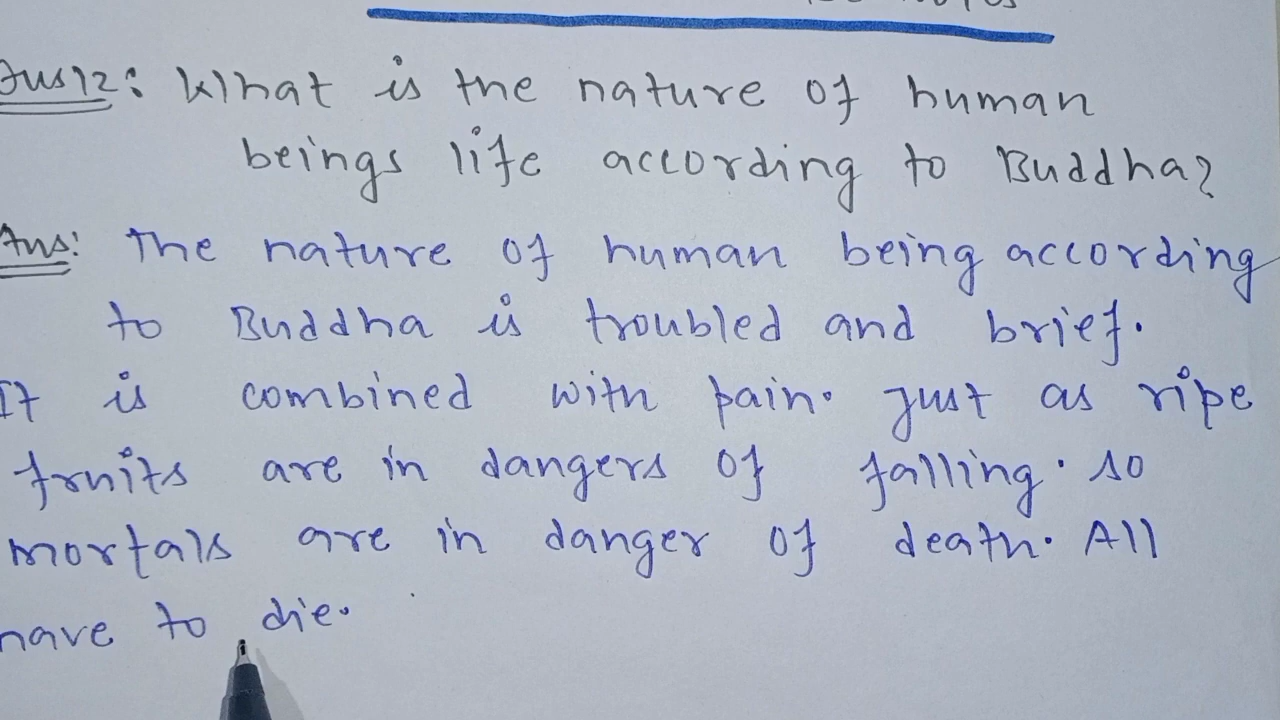 What is the nature of human
beings life according to Buddha?
Ans: The nature of human being according
to Buddha is troubled and brief.
It is combined with pain. Just as ripe
fruits are in dangers of falling. so
mortals are in danger of death. All
have to die.